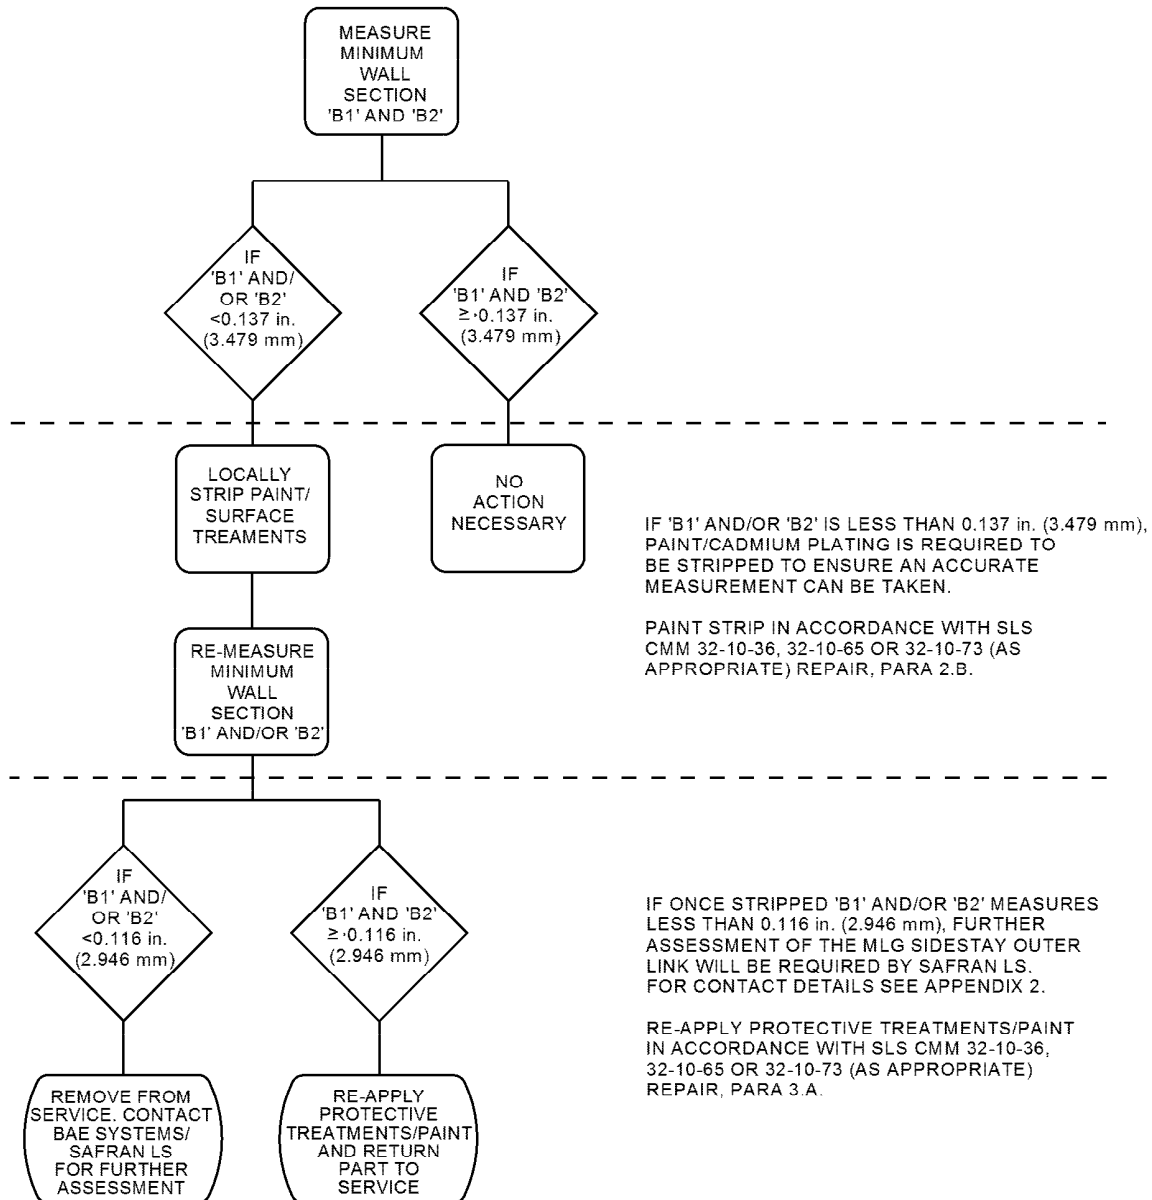 MEASURE
MINIMUM
WALL
SECTION
'B1' AND 'B2'
IF
'B1' AND/
OR 'B2'
<0.137 in.
(3.479 mm)
IF
'B1' AND 'B2'
≥·0.137 in.
(3.479 mm)
LOCALLY
STRIP PAINT/
SURFACE
TREAMENTS
NO
ACTION
NECESSARY
IF 'B1' AND/OR 'B2' IS LESS THAN 0.137 in. (3.479 mm),
PAINT/CADMIUM PLATING IS REQUIRED TO
BE STRIPPED TO ENSURE AN ACCURATE
MEASUREMENT CAN BE TAKEN.
PAINT STRIP IN ACCORDANCE WITH SLS
CMM 32-10-36, 32-10-65 OR 32-10-73 (AS
APPROPRIATE) REPAIR, PARA 2.B.
RE-MEASURE
MINIMUM
WALL
SECTION
'B1' AND/OR 'B2'
IF
'B1' AND/
OR 'B2'
<0.116 in.
(2.946 mm)
IF
'B1' AND 'B2'
≥·0.116 in.
(2.946 mm)
IF ONCE STRIPPED 'B1' AND/OR 'B2' MEASURES
LESS THAN 0.116 in. (2.946 mm), FURTHER
ASSESSMENT OF THE MLG SIDESTAY OUTER
LINK WILL BE REQUIRED BY SAFRAN LS.
FOR CONTACT DETAILS SEE APPENDIX 2.
RE-APPLY PROTECTIVE TREATMENTS/PAINT
IN ACCORDANCE WITH SLS CMM 32-10-36,
32-10-65 OR 32-10-73 (AS APPROPRIATE)
REPAIR, PARA 3.A.
REMOVE FROM
SERVICE. CONTACT
BAE SYSTEMS/
SAFRAN LS
FOR FURTHER
ASSESSMENT
RE-APPLY
PROTECTIVE
TREATMENTS/PAINT
AND RETURN
PART TO
SERVICE